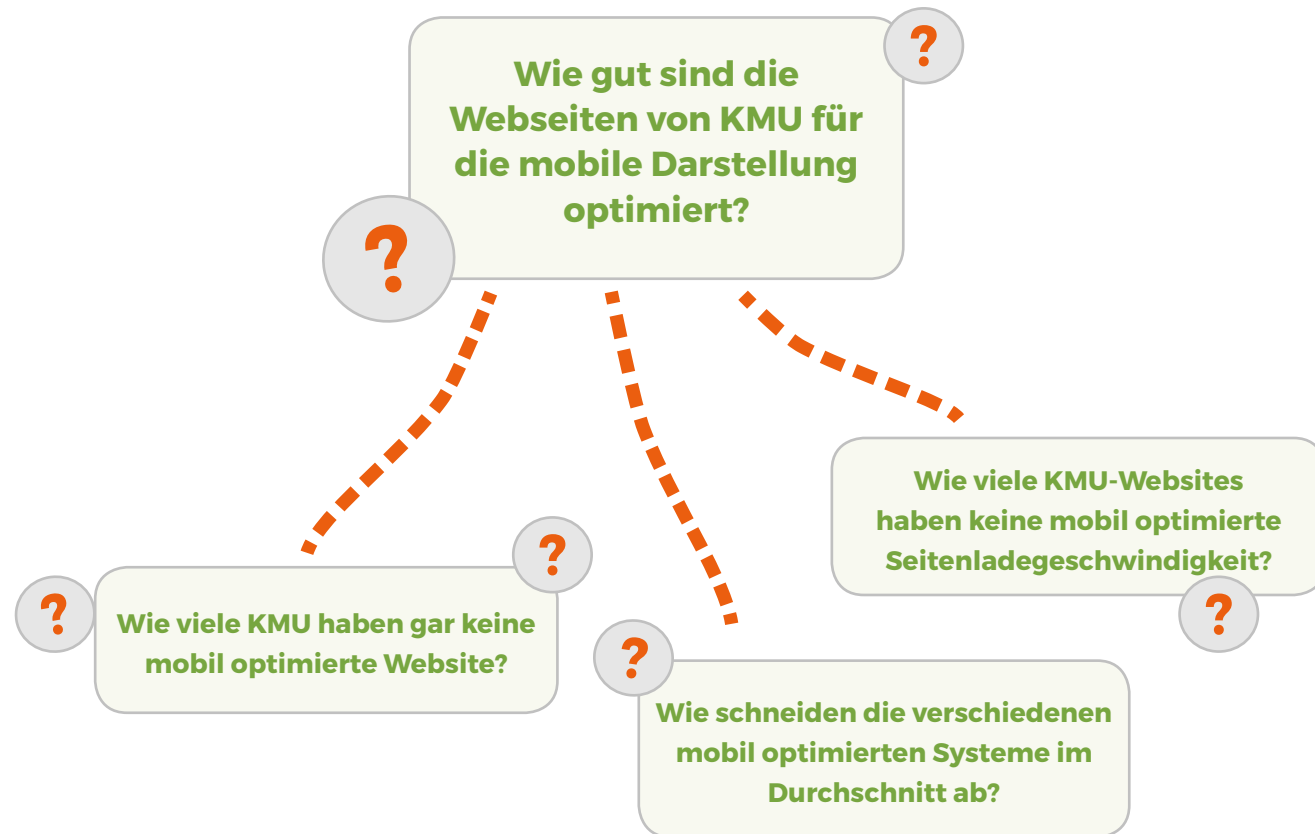 ?
Wie gut sind die
Webseiten von KMU für
die mobile Darstellung
optimiert?
?
Wie viele KMU-Websites
haben keine mobil optimierte
Seitenladegeschwindigkeit?
?
?
?
Wie viele KMU haben gar keine
mobil optimierte Website?
?
Wie schneiden die verschiedenen
mobil optimierten Systeme im
Durchschnitt ab?